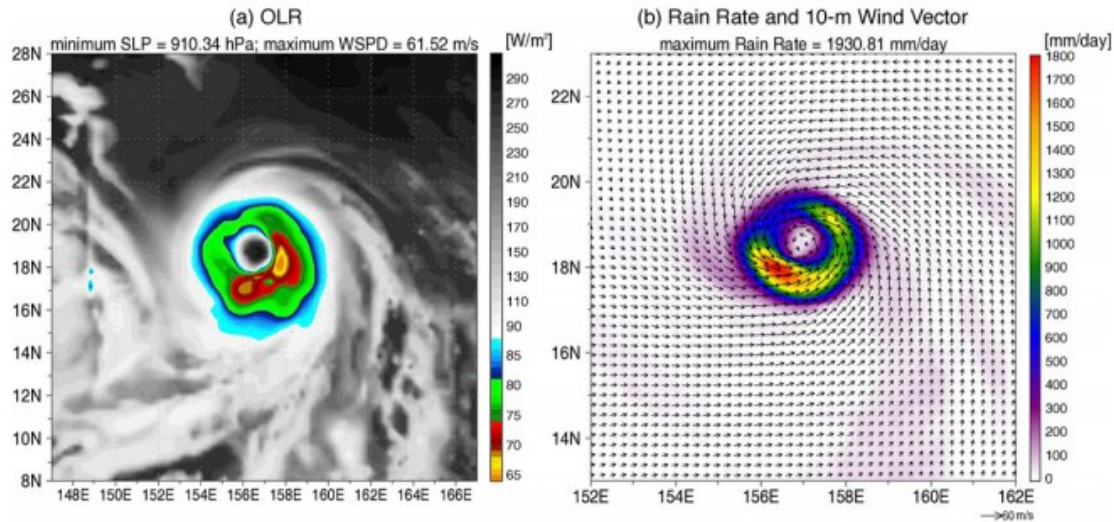 (a) OLR
minimum SLP = 910.34 hPa; maximum WSPD = 61.52 m/s
[W/m²]
28N
26N
24N
22N
20N
18N
16N
14N
12N
10N
8N
148E 150E 152E 154E 156E 158E 160E 162E 164E 166E
290
270
250
230
210
190
170
150
130
110
90
85
80
75
70
65
(b) Rain Rate and 10-m Wind Vector
maximum Rain Rate = 1930.81 mm/day
[mm/day]
22N
20N
18N
16N
14N
152E 154E 156E 158E 160E 162E
60 m/s
1800
1700
1600
1500
1400
1300
1200
1100
1000
900
800
700
600
500
400
300
200
100
0